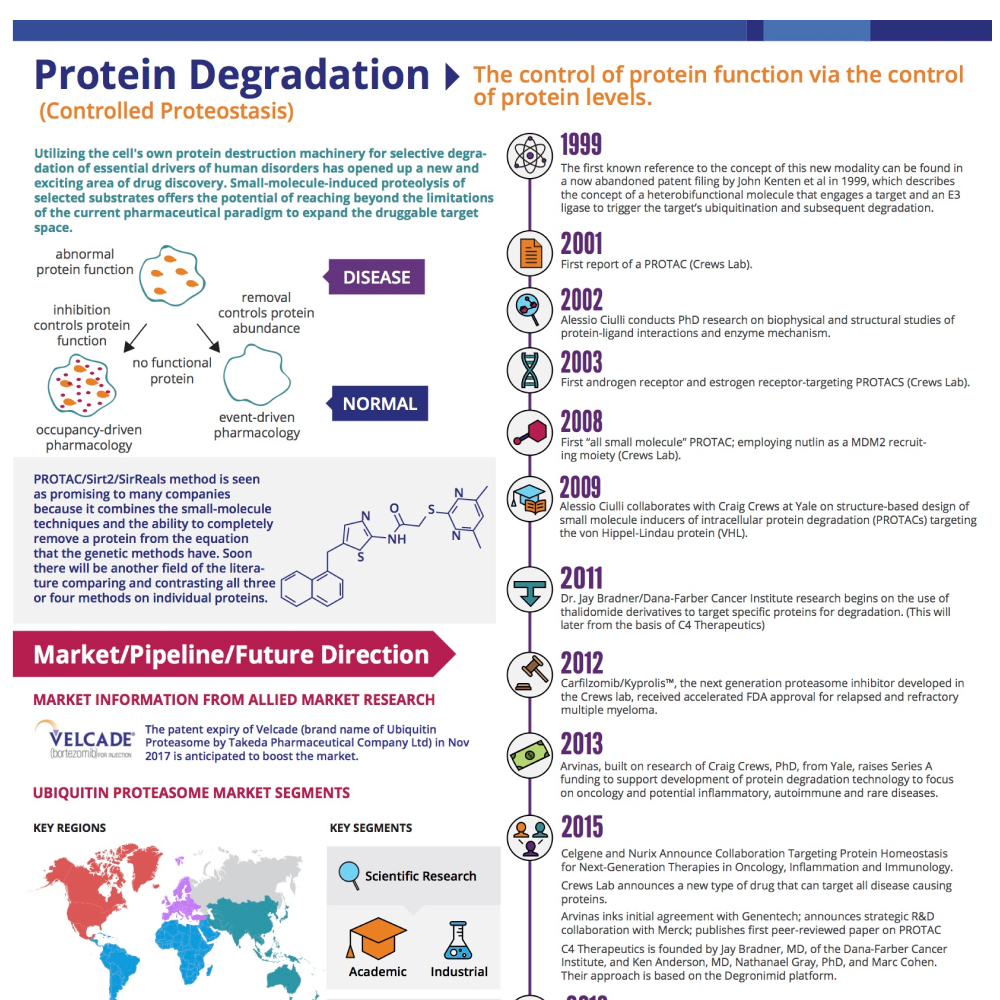 Protein Degradation
(Controlled Proteostasis)
The control of protein function via the control
of protein levels.
Utilizing the cell's own protein destruction machinery for selective degra-
dation of essential drivers of human disorders has opened up a new and
exciting area of drug discovery. Small-molecule-induced proteolysis of
selected substrates offers the potential of reaching beyond the limitations
of the current pharmaceutical paradigm to expand the druggable target
space.
abnormal
protein function
DISEASE
inhibition
controls protein
function
removal
controls protein
abundance
no functional
protein
NORMAL
occupancy-driven
pharmacology
event-driven
pharmacology
PROTAC/Sirt2/SirReals method is seen
as promising to many companies
because it combines the small-molecule
techniques and the ability to completely
remove a protein from the equation
that the genetic methods have. Soon
there will be another field of the litera-
ture comparing and contrasting all three
or four methods on individual proteins.
N
S
NH
O
S
N
N
Market/Pipeline/Future Direction
MARKET INFORMATION FROM ALLIED MARKET RESEARCH
VELCADE®
(bortezomib) FOR INJECTION
The patent expiry of Velcade (brand name of Ubiquitin
Proteasome by Takeda Pharmaceutical Company Ltd) in Nov
2017 is anticipated to boost the market.
UBIQUITIN PROTEASOME MARKET SEGMENTS
KEY REGIONS
KEY SEGMENTS
Scientific Research
Academic
Industrial
1999
The first known reference to the concept of this new modality can be found in
a now abandoned patent filing by John Kenten et al in 1999, which describes
the concept of a heterobifunctional molecule that engages a target and an E3
ligase to trigger the target's ubiquitination and subsequent degradation.
2001
First report of a PROTAC (Crews Lab).
2002
Alessio Ciulli conducts PhD research on biophysical and structural studies of
protein-ligand interactions and enzyme mechanism.
2003
First androgen receptor and estrogen receptor-targeting PROTACS (Crews Lab).
2008
First “all small molecule” PROTAC; employing nutlin as a MDM2 recruit-
ing moiety (Crews Lab).
2009
Alessio Ciulli collaborates with Craig Crews at Yale on structure-based design of
small molecule inducers of intracellular protein degradation (PROTACs) targeting
the von Hippel-Lindau protein (VHL).
2011
Dr. Jay Bradner/Dana-Farber Cancer Institute research begins on the use of
thalidomide derivatives to target specific proteins for degradation. (This will
later from the basis of C4 Therapeutics)
2012
Carfilzomib/Kyprolis™, the next generation proteasome inhibitor developed in
the Crews lab, received accelerated FDA approval for relapsed and refractory
multiple myeloma.
2013
Arvinas, built on research of Craig Crews, PhD, from Yale, raises Series A
funding to support development of protein degradation technology to focus
on oncology and potential inflammatory, autoimmune and rare diseases.
2015
Celgene and Nurix Announce Collaboration Targeting Protein Homeostasis
for Next-Generation Therapies in Oncology, Inflammation and Immunology.
Crews Lab announces a new type of drug that can target all disease causing
proteins.
Arvinas inks initial agreement with Genentech; announces strategic R&D
collaboration with Merck; publishes first peer-reviewed paper on PROTAC
C4 Therapeutics is founded by Jay Bradner, MD, of the Dana-Farber Cancer
Institute, and Ken Anderson, MD, Nathanael Gray, PhD, and Marc Cohen.
Their approach is based on the Degronimid platform.